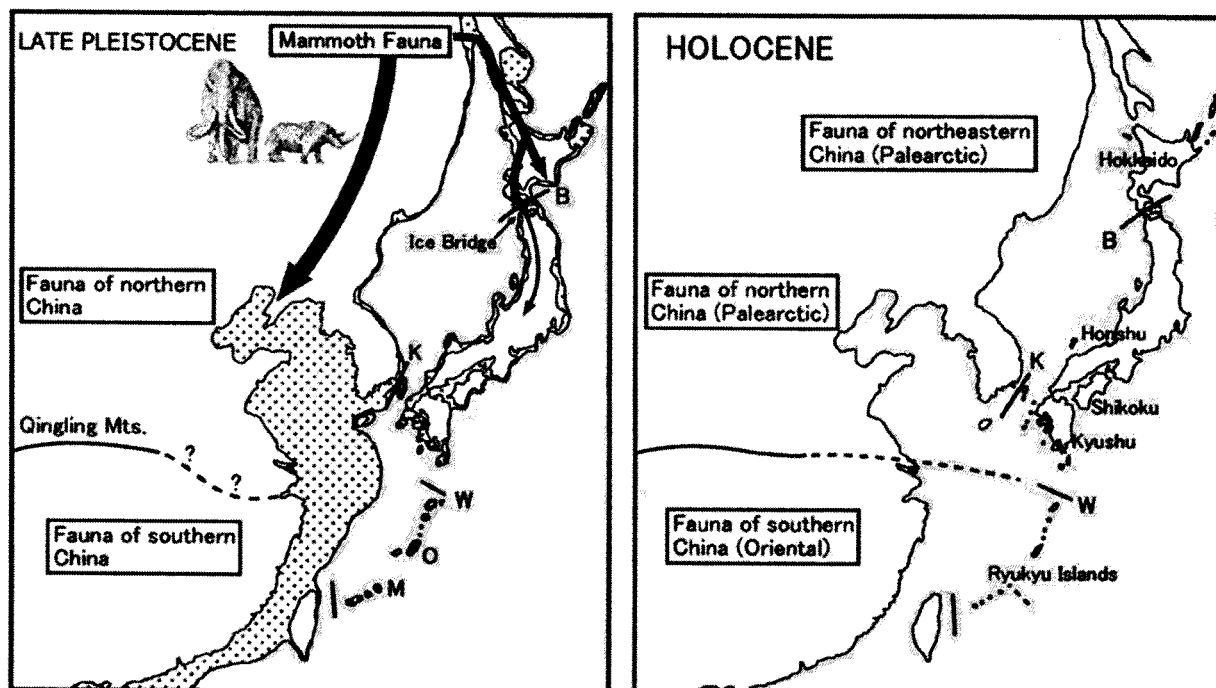 LATE PLEISTOCENE
Mammoth Fauna
B
Ice Bridge
Fauna of northern
China
K
Qingling Mts.
?
?
W
Fauna of southern
China
O
M
HOLOCENE
Fauna of northeastern
China (Palearctic)
Hokkaido
B
Fauna of northern
China (Palearctic)
Honshu
K
Shikoku
Kyushu
W
Fauna of southern
China (Oriental)
Ryukyu Islands